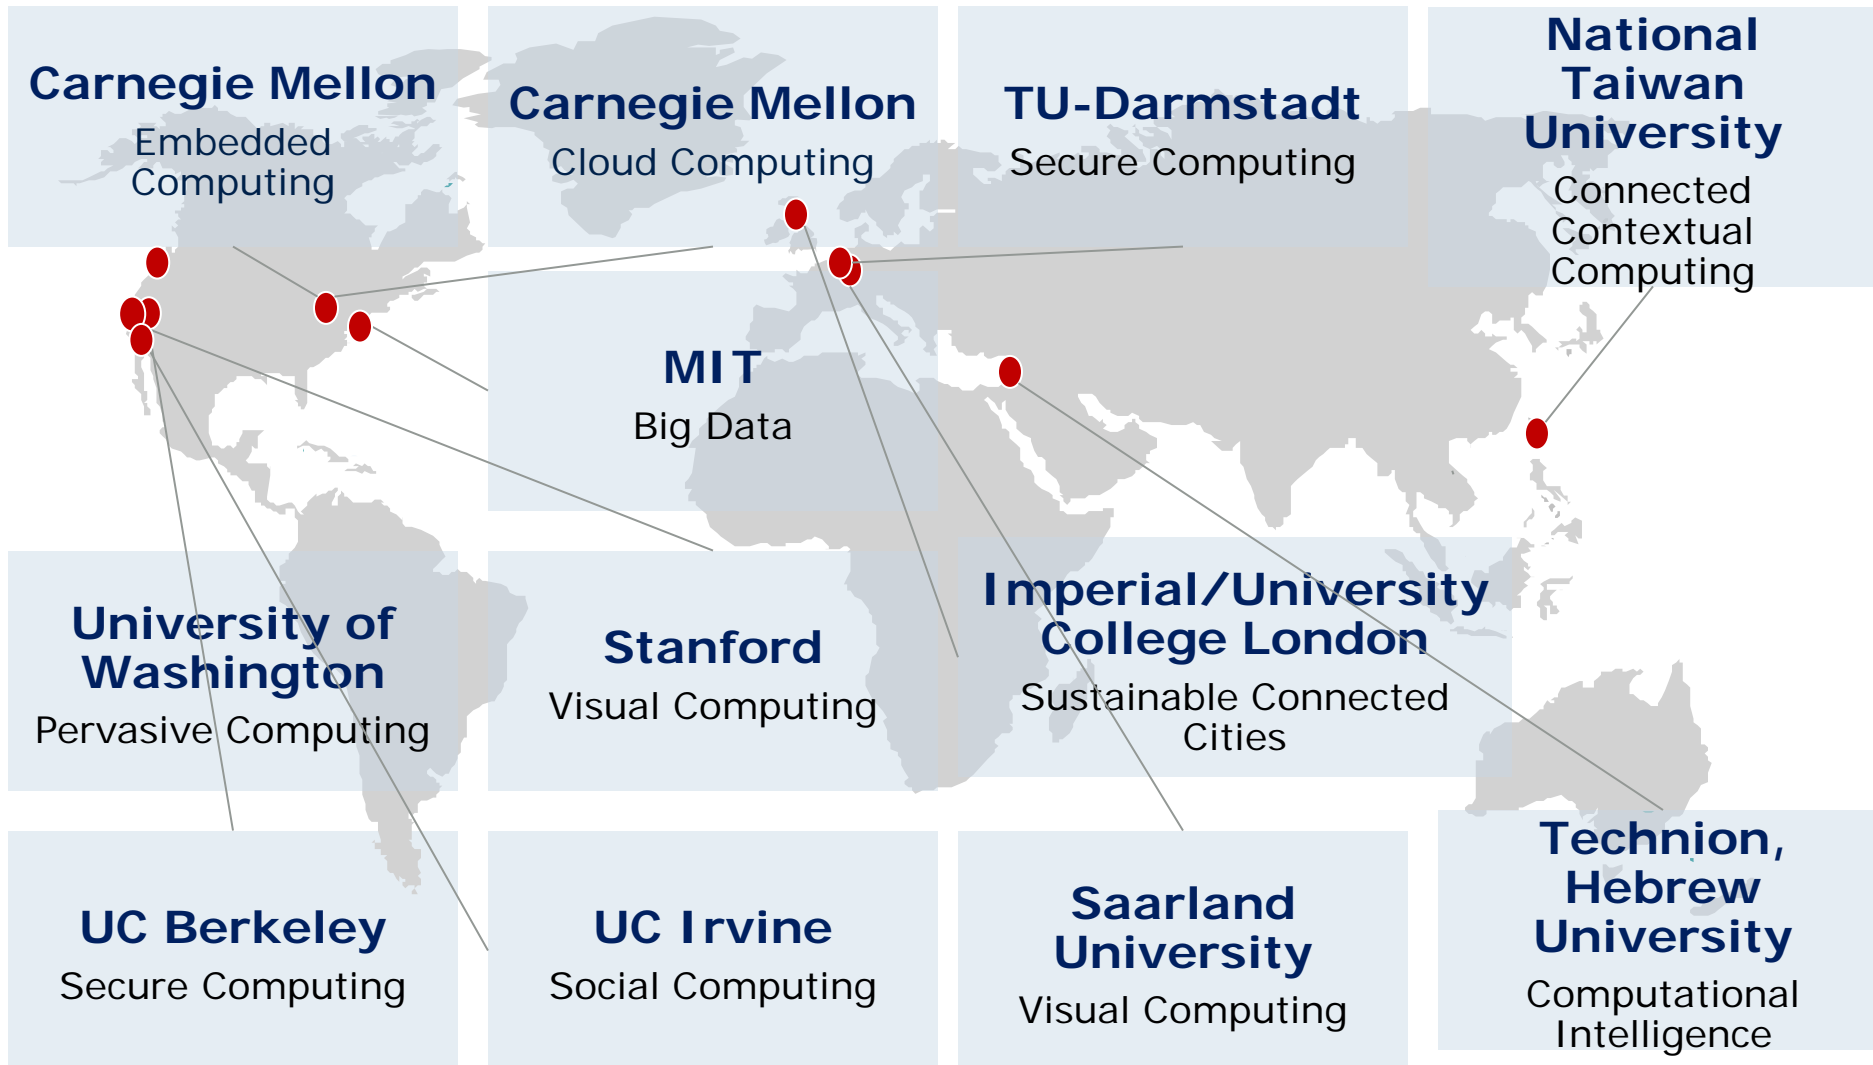 Carnegie Mellon
Embedded
Computing
Carnegie Mellon
Cloud Computing
TU-Darmstadt
Secure Computing
National
Taiwan
University
Connected
Contextual
Computing
MIT
Big Data
University of
Washington
Pervasive Computing
Stanford
Visual Computing
Imperial/University
College London
Sustainable Connected
Cities
UC Berkeley
Secure Computing
UC Irvine
Social Computing
Saarland
University
Visual Computing
Technion,
Hebrew
University
Computational
Intelligence